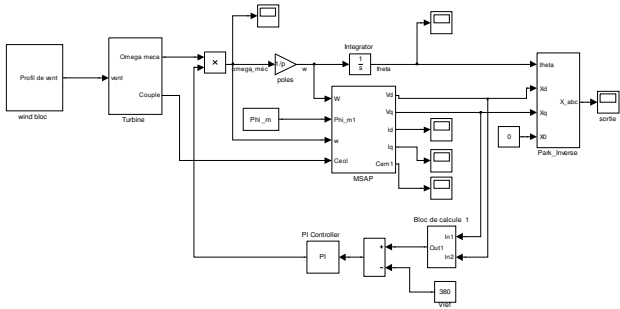 Profil de vent
wind bloc
vent
Omega meca
Couple
Turbine
×
omega_méc
1/p
poles
w
Integrator
1
s
theta
Phi_m
W
Phi_m1
w
Ceol
Vd
Vq
Id
Iq
Cem1
MSAP
0
theta
Xd
Xq
X0
X_abc
Park_Inverse
sortie
Bloc de calcule 1
In1
Out1
In2
PI Controller
PI
+
−
380
Vref